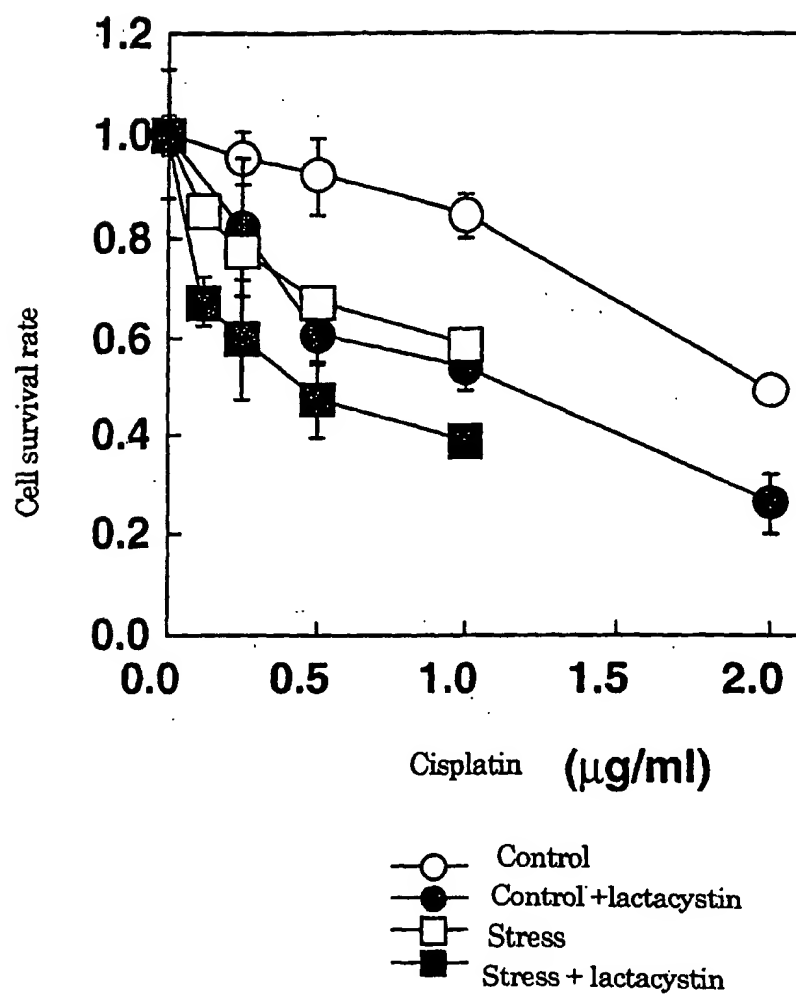 1.2
1.0
0.8
0.6
0.4
0.2
0.0
Cell survival rate
0.0 0.5 1.0 1.5 2.0
Cisplatin (μg/ml)
Control
Control +lactacystin
Stress
Stress + lactacystin